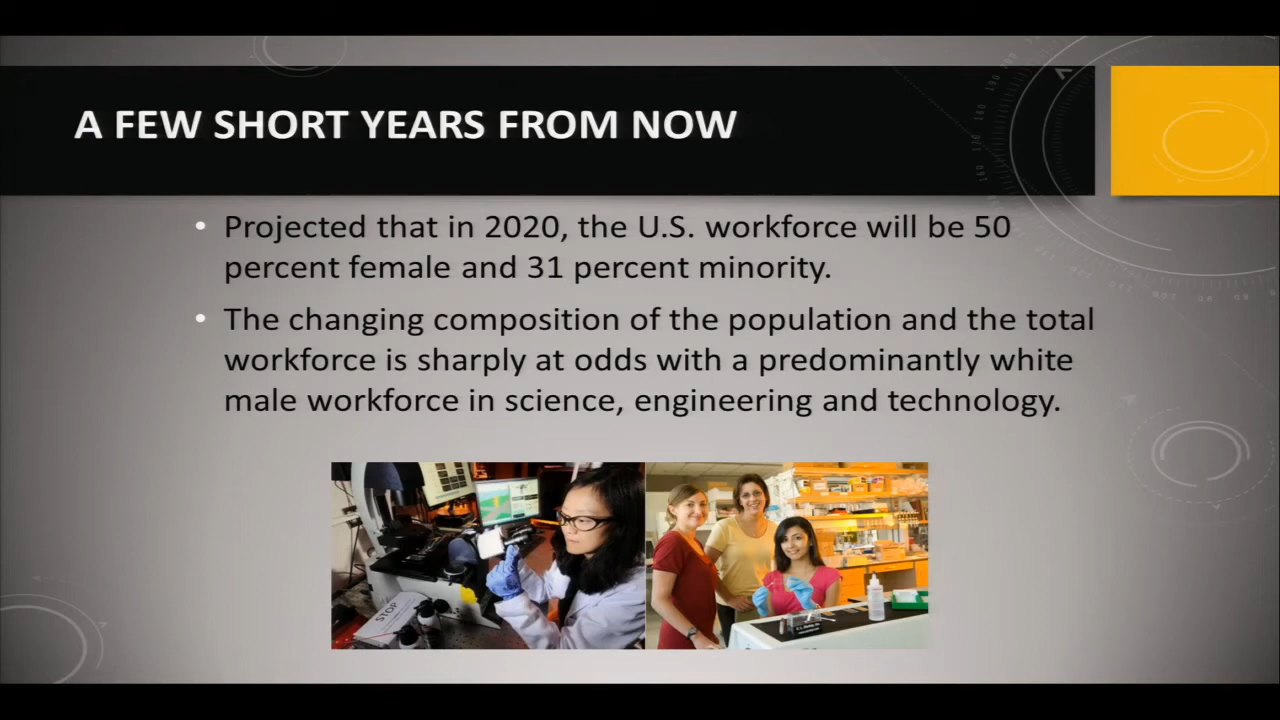 A FEW SHORT YEARS FROM NOW
• Projected that in 2020, the U.S. workforce will be 50
percent female and 31 percent minority.
• The changing composition of the population and the total
workforce is sharply at odds with a predominantly white
male workforce in science, engineering and technology.
STOP